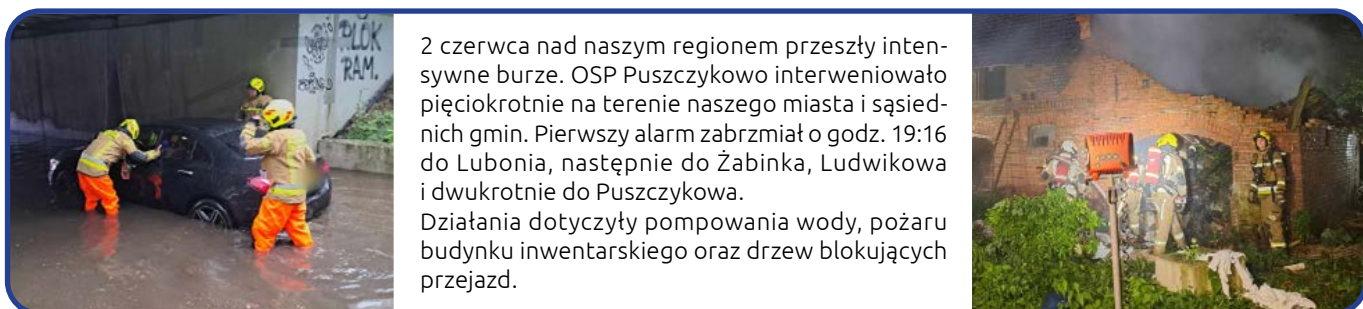 BLOK
RAM.
2 czerwca nad naszym regionem przeszły inten-
sywne burze. OSP Puszczykowo interweniowało
pięciokrotnie na terenie naszego miasta i sąsied-
nich gmin. Pierwszy alarm zabrzmiał o godz. 19:16
do Lubonia, następnie do Żabinka, Ludwikowa
i dwukrotnie do Puszczykowa.
Działania dotyczyły pompowania wody, pożaru
budynku inwentarskiego oraz drzew blokujących
przejazd.